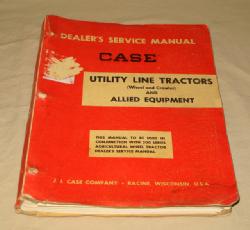 DEALER'S SERVICE MANUAL
CASE
UTILITY LINE TRACTORS
(Wheel and Crawler)
AND
ALLIED EQUIPMENT
THIS MANUAL TO BE USED IN
CONJUNCTION WITH 200 SERIES
AGRICULTURAL WHEEL TRACTOR
DEALER'S SERVICE MANUAL
J. I. CASE COMPANY - RACINE, WISCONSIN, U.S.A.